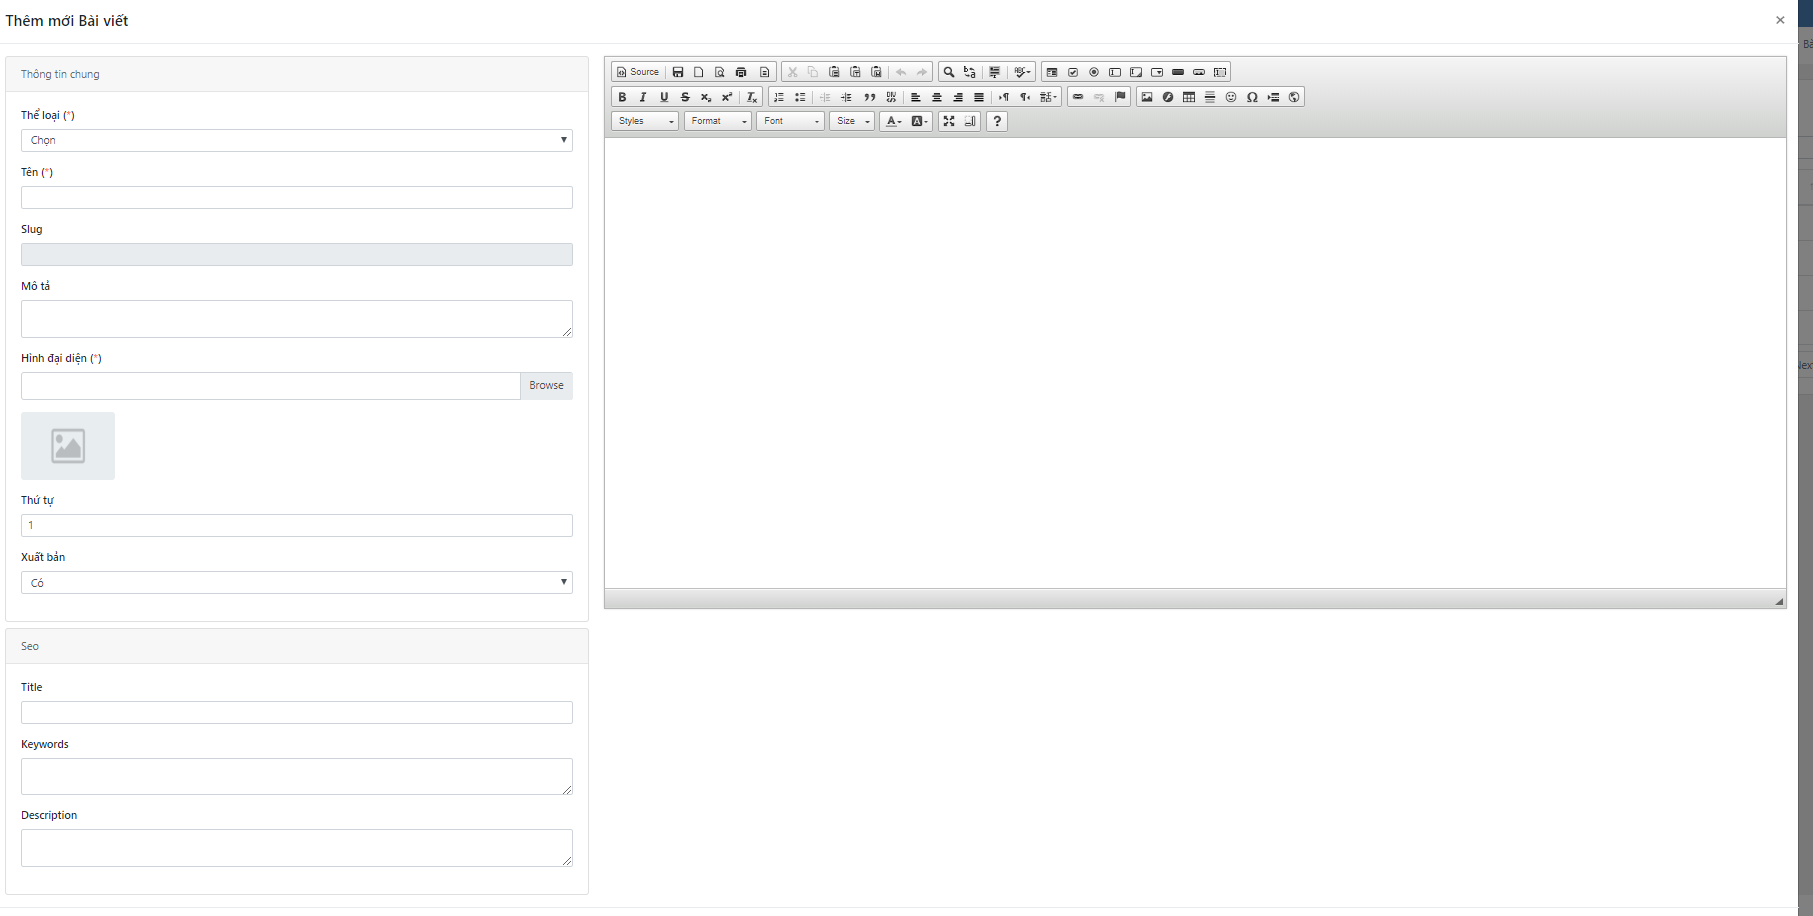 Thêm mới Bài viết
×
Thông tin chung
Thể loại (*)
Chọn
Tên (*)
Slug
Mô tả
Hình đại diện (*)
Browse
Thứ tự
1
Xuất bản
Có
Seo
Title
Keywords
Description
Source
Styles
Format
Font
Size